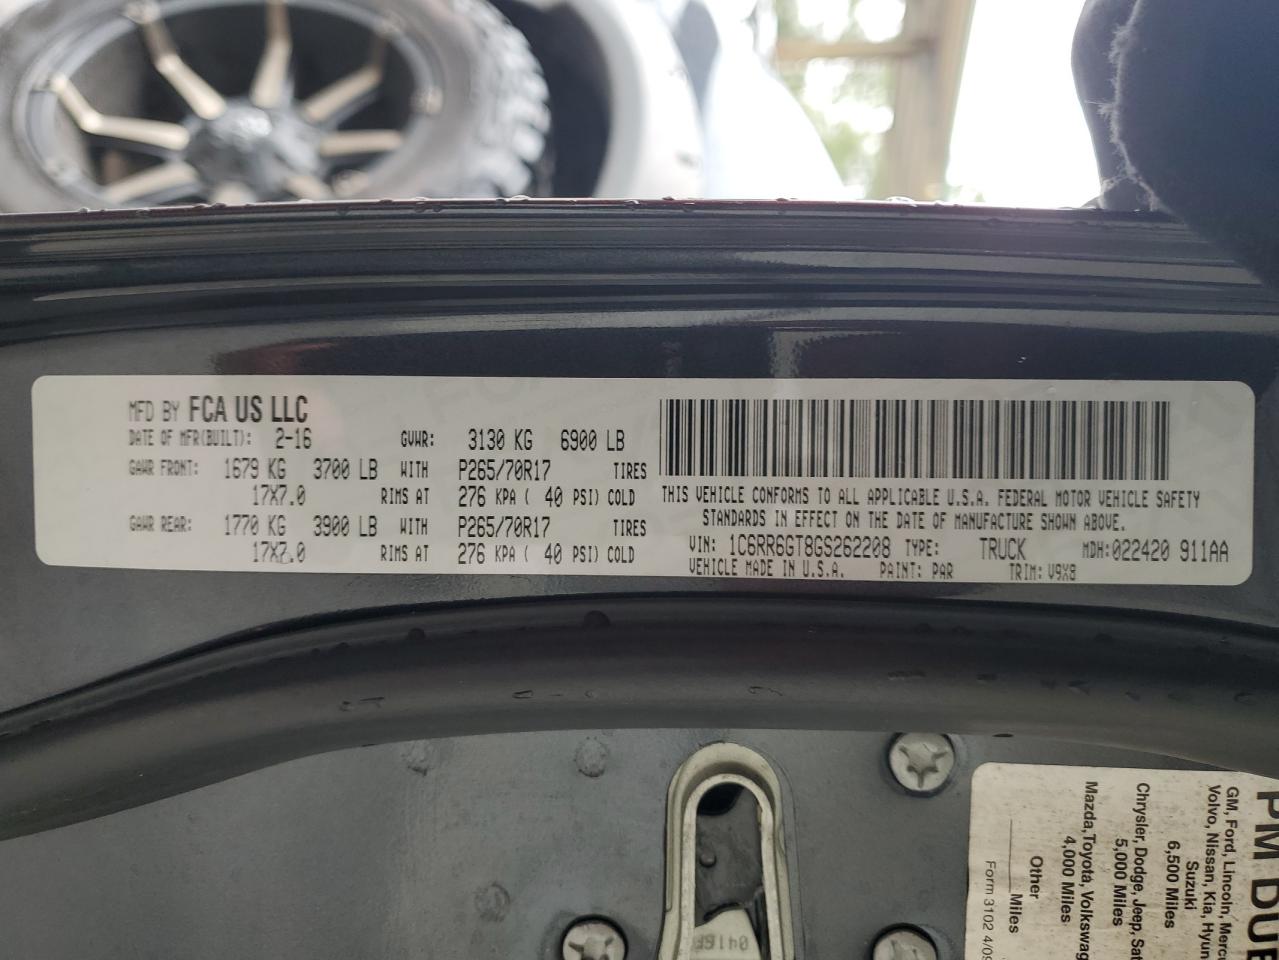 MFD BY FCA US LLC
DATE OF MFR(BUILT): 2-16 GVWR: 3130 KG 6900 LB
GAWR FRONT: 1679 KG 3700 LB WITH P265/70R17 TIRES
17X7.0 RIMS AT 276 KPA ( 40 PSI) COLD
GAWR REAR: 1770 KG 3900 LB WITH P265/70R17 TIRES
17X7.0 RIMS AT 276 KPA ( 40 PSI) COLD
THIS VEHICLE CONFORMS TO ALL APPLICABLE U.S.A. FEDERAL MOTOR VEHICLE SAFETY
STANDARDS IN EFFECT ON THE DATE OF MANUFACTURE SHOWN ABOVE.
VIN: 1C6RR6GT8GS262208 TYPE: TRUCK MDH:022420 911AA
VEHICLE MADE IN U.S.A. PAINT: PAR TRIM: V9X8
PM DUE
GM, Ford, Lincoln, Merc
Volvo, Nissan, Kia, Hyun
Suzuki
6,500 Miles
Chrysler, Dodge, Jeep, Sat
5,000 Miles
Mazda, Toyota, Volkswag
4,000 Miles
Other
Miles
Form 3102 4/09